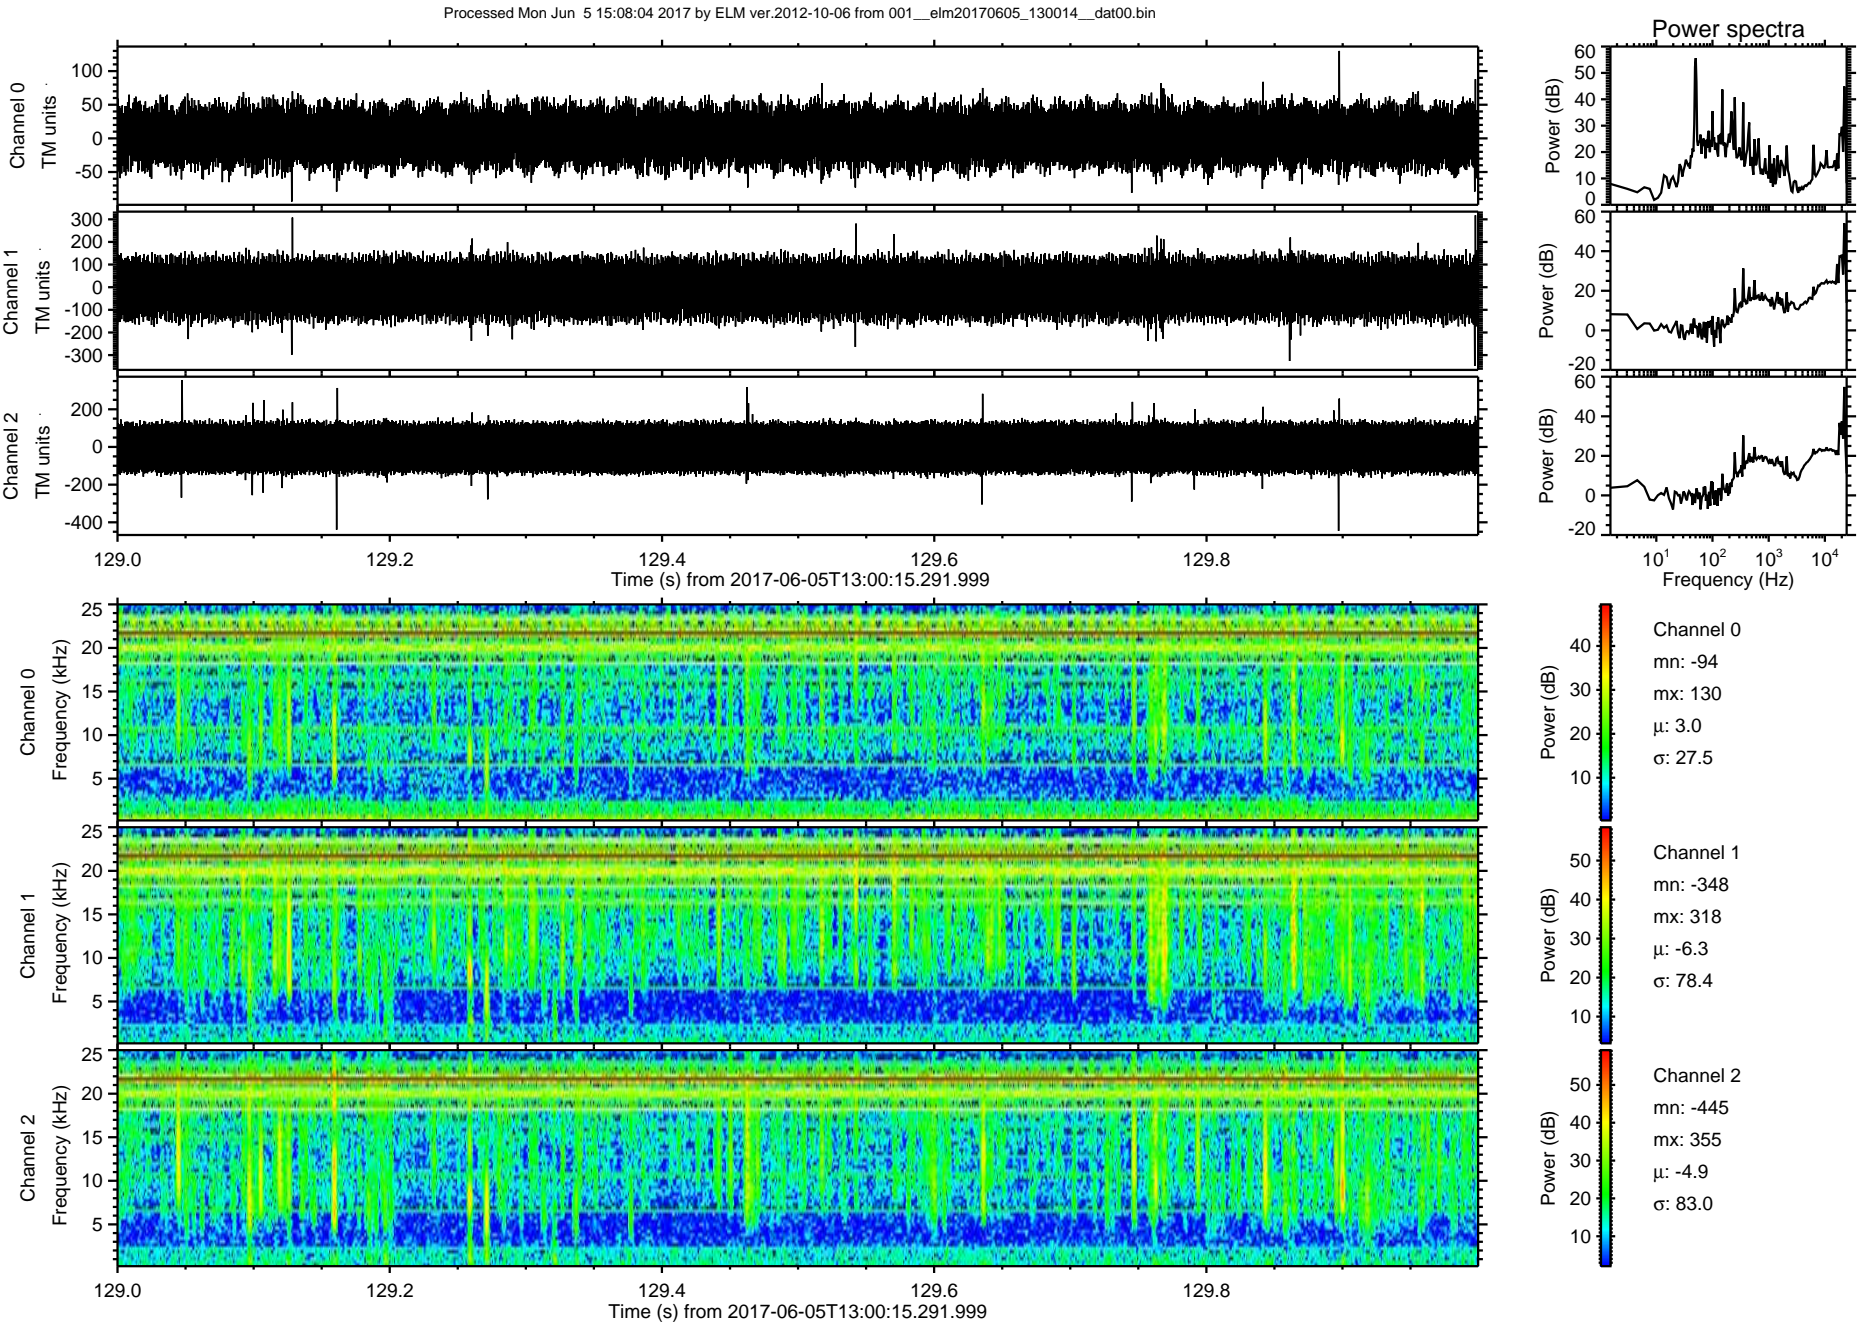 Processed Mon Jun  5 15:08:04 2017 by ELM ver.2012-10-06 from 001__elm20170605_130014__dat00.bin
Power spectra
Channel 0
TM units
100
50
0
-50
Power (dB)
60
50
40
30
20
10
0
Channel 1
TM units
300
200
100
0
-100
-200
-300
Power (dB)
60
40
20
0
-20
Channel 2
TM units
200
0
-200
-400
Power (dB)
60
40
20
0
-20
129.0 129.2 129.4 129.6 129.8
Time (s) from 2017-06-05T13:00:15.291.999
10^1 10^2 10^3 10^4
Frequency (Hz)
Channel 0
Frequency (kHz)
25
20
15
10
5
Power (dB)
40
30
20
10
Channel 0
mn: -94
mx: 130
μ: 3.0
σ: 27.5
Channel 1
Frequency (kHz)
25
20
15
10
5
Power (dB)
50
40
30
20
10
Channel 1
mn: -348
mx: 318
μ: -6.3
σ: 78.4
Channel 2
Frequency (kHz)
25
20
15
10
5
Power (dB)
50
40
30
20
10
Channel 2
mn: -445
mx: 355
μ: -4.9
σ: 83.0
129.0 129.2 129.4 129.6 129.8
Time (s) from 2017-06-05T13:00:15.291.999